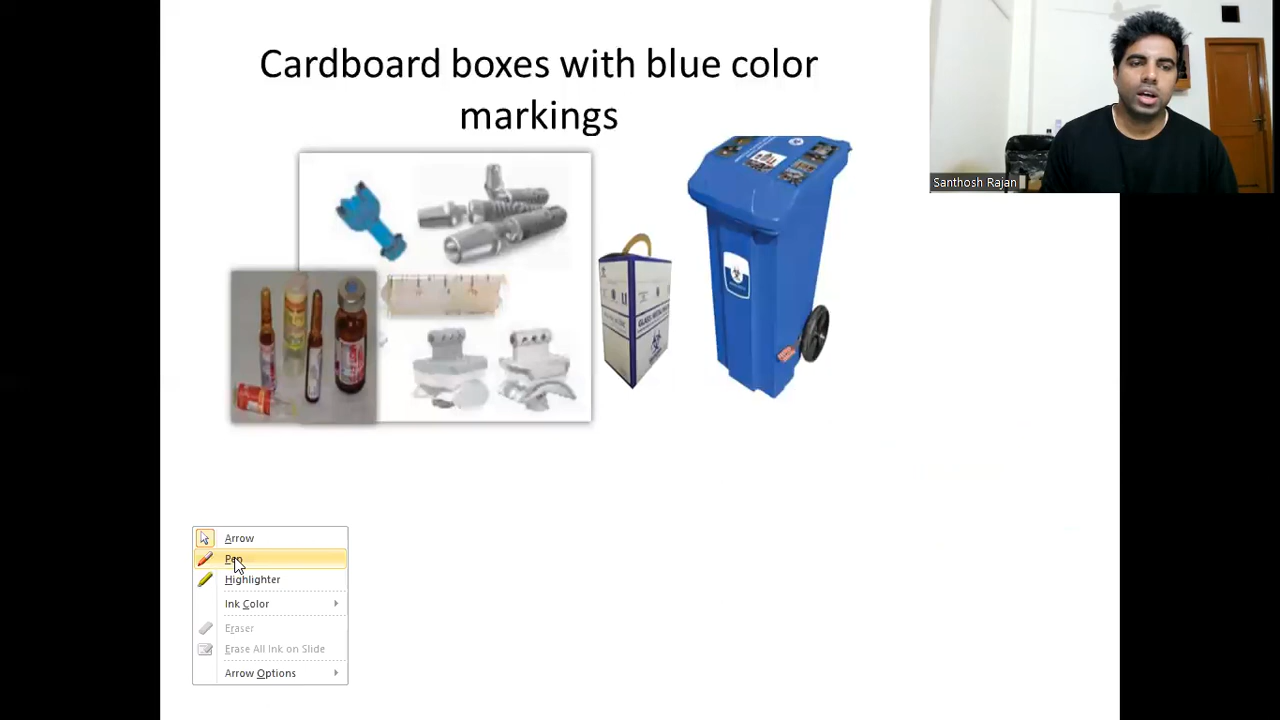 Cardboard boxes with blue color
markings
Santhosh Rajan
Arrow
Pen
Highlighter
Ink Color
Eraser
Erase All Ink on Slide
Arrow Options